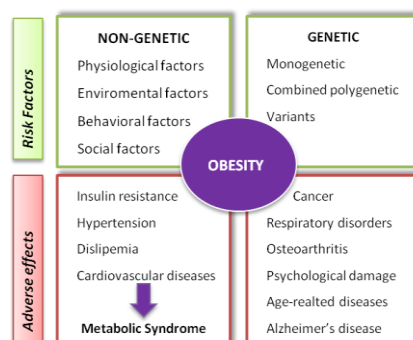 Risk Factors
NON-GENETIC
Physiological factors
Enviromental factors
Behavioral factors
Social factors
GENETIC
Monogenetic
Combined polygenetic
Variants
OBESITY
Adverse effects
Insulin resistance
Hypertension
Dislipemia
Cardiovascular diseases
Metabolic Syndrome
Cancer
Respiratory disorders
Osteoarthritis
Psychological damage
Age-realted diseases
Alzheimer's disease